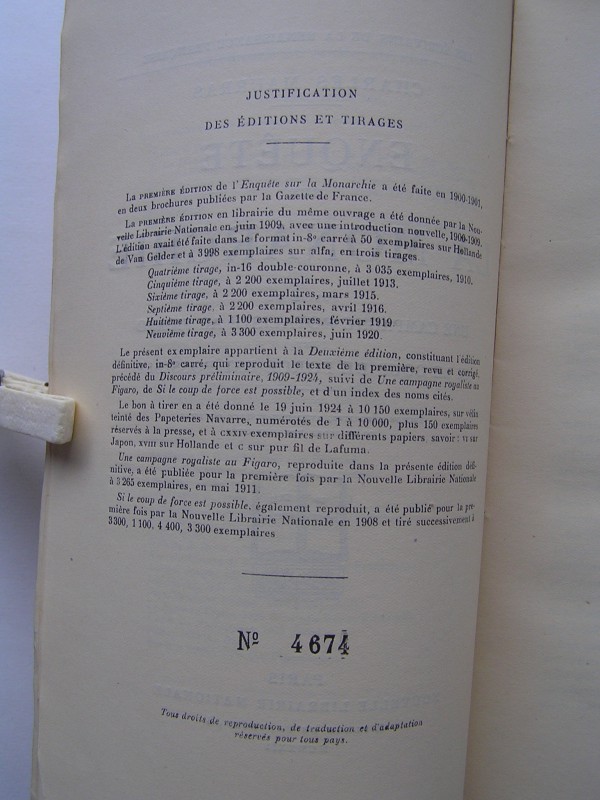 JUSTIFICATION
DES ÉDITIONS ET TIRAGES
La PREMIÈRE ÉDITION de l'Enquête sur la Monarchie a été faite en 1900-1901,
en deux brochures publiées par la Gazette de France.
La PREMIÈRE ÉDITION en librairie du même ouvrage a été donnée par la Nou-
velle Librairie Nationale en juin 1909, avec une introduction nouvelle, 1900-1909.
L'édition avait été faite dans le format in-8º carré à 50 exemplaires sur Hollande
de Van Gelder et à 3 998 exemplaires sur alfa, en trois tirages.
Quatrième tirage, in-16 double-couronne, à 3 035 exemplaires, 1910.
Cinquième tirage, à 2 200 exemplaires, juillet 1913.
Sixième tirage, à 2 200 exemplaires, mars 1915.
Septième tirage, à 2 200 exemplaires, avril 1916.
Huitième tirage, à 1 100 exemplaires, février 1919
Neuvième tirage, à 3 300 exemplaires, juin 1920.
Le présent exemplaire appartient à la Deuxième édition, constituant l'édition
définitive, in-8º carré, qui reproduit le texte de la première, revu et corrigé,
précédé du Discours préliminaire, 1909-1924, suivi de Une campagne royaliste au
Figaro, de Si le coup de force est possible, et d'un index des noms cités.
Le bon à tirer en a été donné le 19 juin 1924 à 10 150 exemplaires, sur vélin
teinté des Papeteries Navarre, numérotés de 1 à 10 000, plus 150 exemplaires
réservés à la presse, et à CXXIV exemplaires sur différents papiers savoir : VI sur
Japon, XVIII sur Hollande et C sur pur fil de Lafuma.
Une campagne royaliste au Figaro, reproduite dans la présente édition défi-
nitive, a été publiée pour la première fois par la Nouvelle Librairie Nationale
à 3 265 exemplaires, en mai 1911.
Si le coup de force est possible, également reproduit, a été publié pour la pre-
mière fois par la Nouvelle Librairie Nationale en 1908 et tiré successivement à
3 300, 1 100. 4 400, 3 300 exemplaires
Nº 4674
Tous droits de reproduction, de traduction et d'adaptation
réservés pour tous pays.